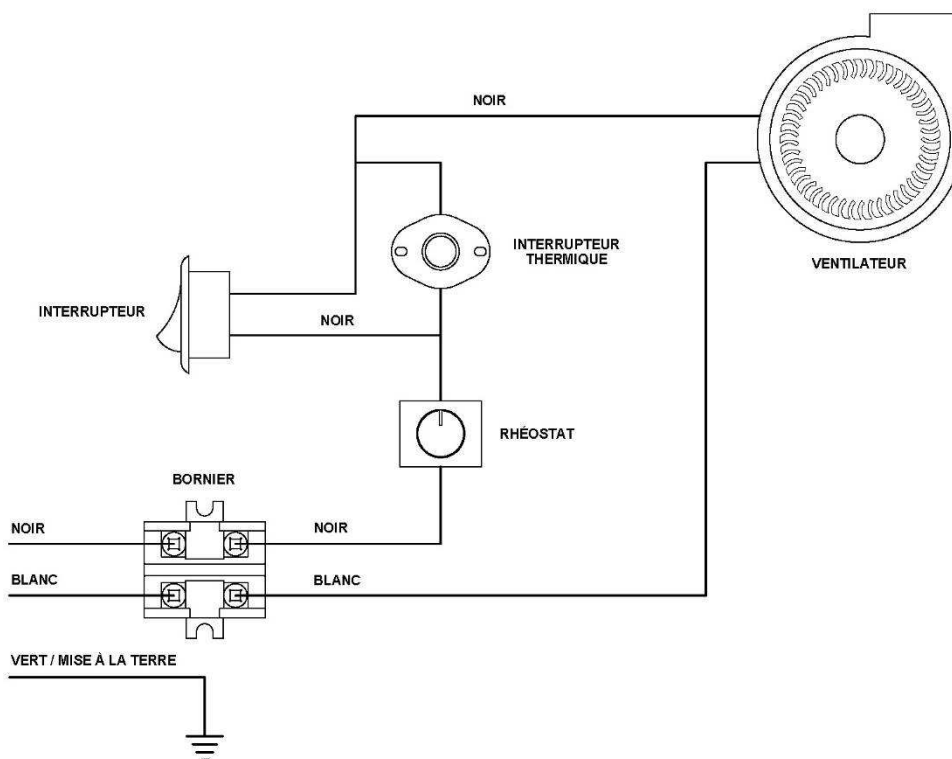 NOIR
INTERRUPTEUR
THERMIQUE
VENTILATEUR
INTERRUPTEUR
NOIR
RHÉOSTAT
BORNIER
NOIR
NOIR
BLANC
BLANC
VERT / MISE À LA TERRE